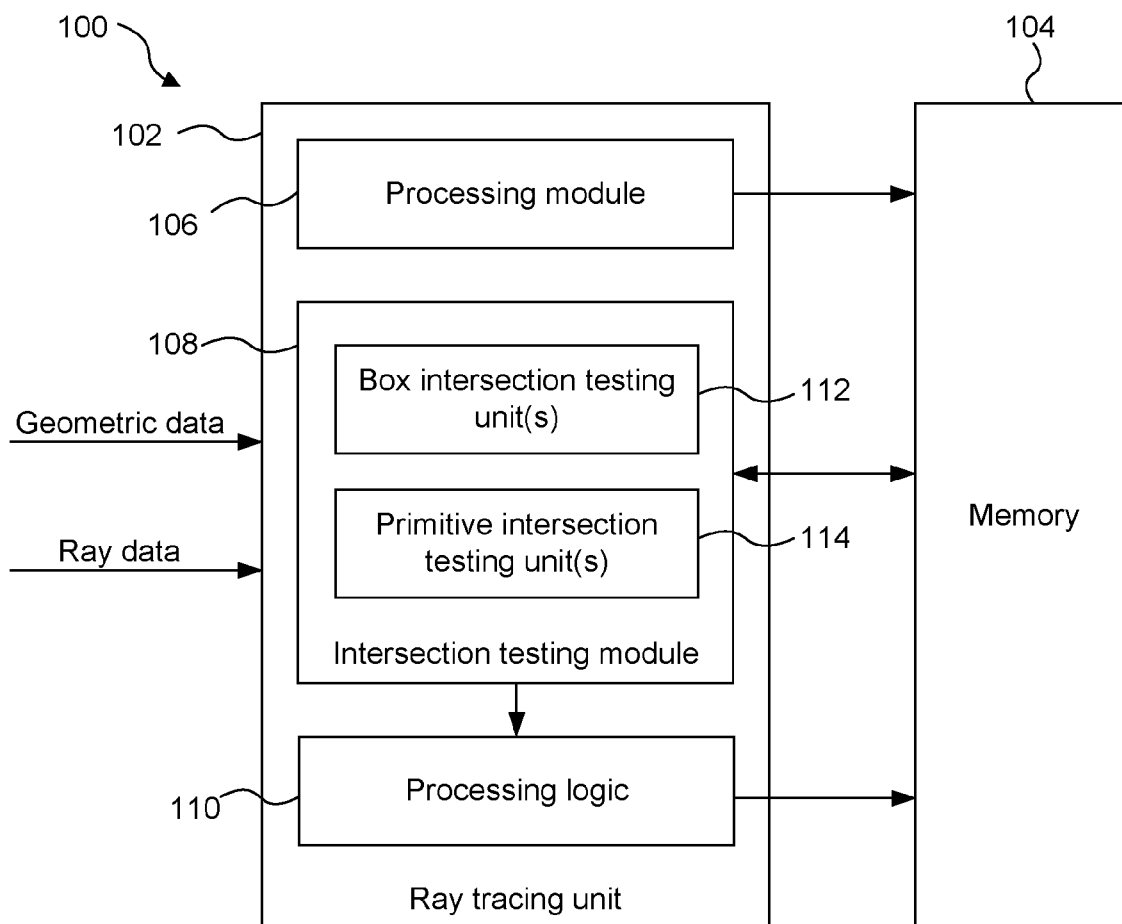 100
104
102
Processing module
106
108
Box intersection testing
unit(s)
112
Geometric data
Primitive intersection
testing unit(s)
114
Memory
Ray data
Intersection testing module
Processing logic
110
Ray tracing unit